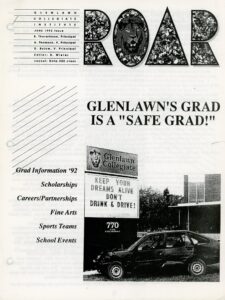 GLENLAWN
COLLEGIATE
INSTITUTE
JUNE 1992 Issue
ROAR
GLENLAWN'S GRAD
IS A "SAFE GRAD!"
Glenlawn
Collegiate
KEEP YOUR
DREAMS ALIVE
DON'T
DRINK & DRIVE!
770
Grad Information '92
Scholarships
Careers/Partnerships
Fine Arts
Sports Teams
School Events